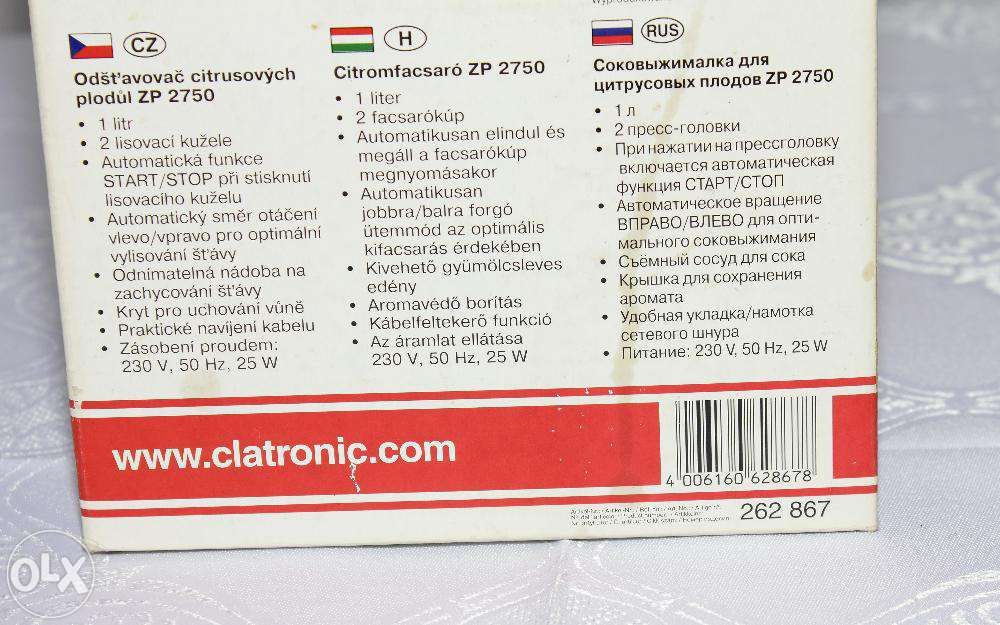 CZ
Odšťavovač citrusových
plodůl ZP 2750
• 1 litr
• 2 lisovací kužele
• Automatická funkce
START/STOP při stisknutí
lisovacího kuželu
• Automatický směr otáčení
vlevo/vpravo pro optimální
vylisování šťávy
• Odnímatelná nádoba na
zachycování šťávy
• Kryt pro uchování vůně
• Praktické navíjení kabelu
• Zásobení proudem:
230 V, 50 Hz, 25 W
H
Citromfacsaró ZP 2750
• 1 liter
• 2 facsarókúp
• Automatikusan elindul és
megáll a facsarókúp
megnyomásakor
• Automatikusan
jobbra/balra forgó
ütemmód az optimális
kifacsarás érdekében
• Kivehető gyümölcsleves
edény
• Aromavédő borítás
• Kábelfeltekerő funkció
• Az áramlat ellátása
230 V, 50 Hz, 25 W
RUS
Соковыжималка для
цитрусовых плодов ZP 2750
• 1 л
• 2 пресс-головки
• При нажатии на прессголовку
включается автоматическая
функция СТАРТ/СТОП
• Автоматическое вращение
ВПРАВО/ВЛЕВО для опти-
мального соковыжимания
• Съёмный сосуд для сока
• Крышка для сохранения
аромата
• Удобная укладка/намотка
сетевого шнура
• Питание: 230 V, 50 Hz, 25 W
www.clatronic.com
4 006160 628678
262 867
OLX